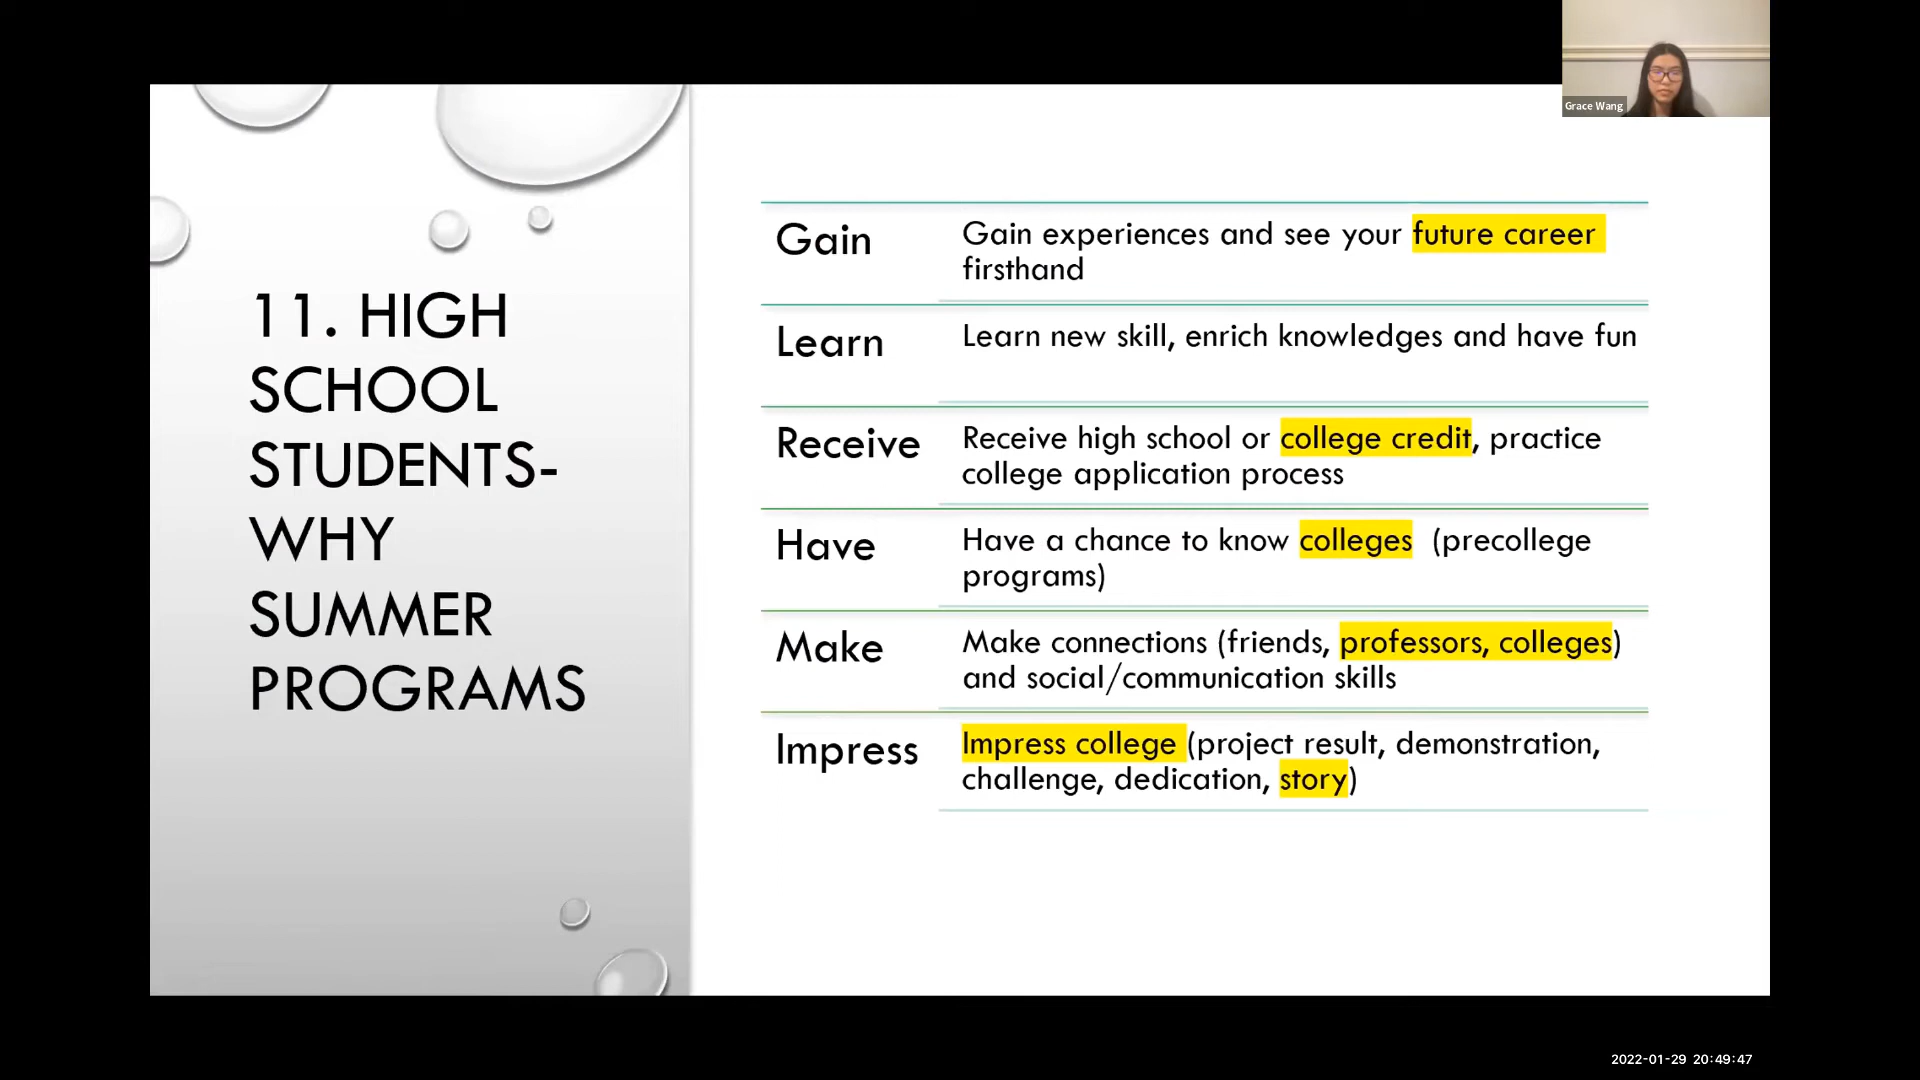 Grace Wang
11. HIGH
SCHOOL
STUDENTS-
WHY
SUMMER
PROGRAMS
Gain
Gain experiences and see your future career
firsthand
Learn
Learn new skill, enrich knowledges and have fun
Receive
Receive high school or college credit, practice
college application process
Have
Have a chance to know colleges (precollege
programs)
Make
Make connections (friends, professors, colleges)
and social/communication skills
Impress
Impress college (project result, demonstration,
challenge, dedication, story)
2022-01-29 20:49:47